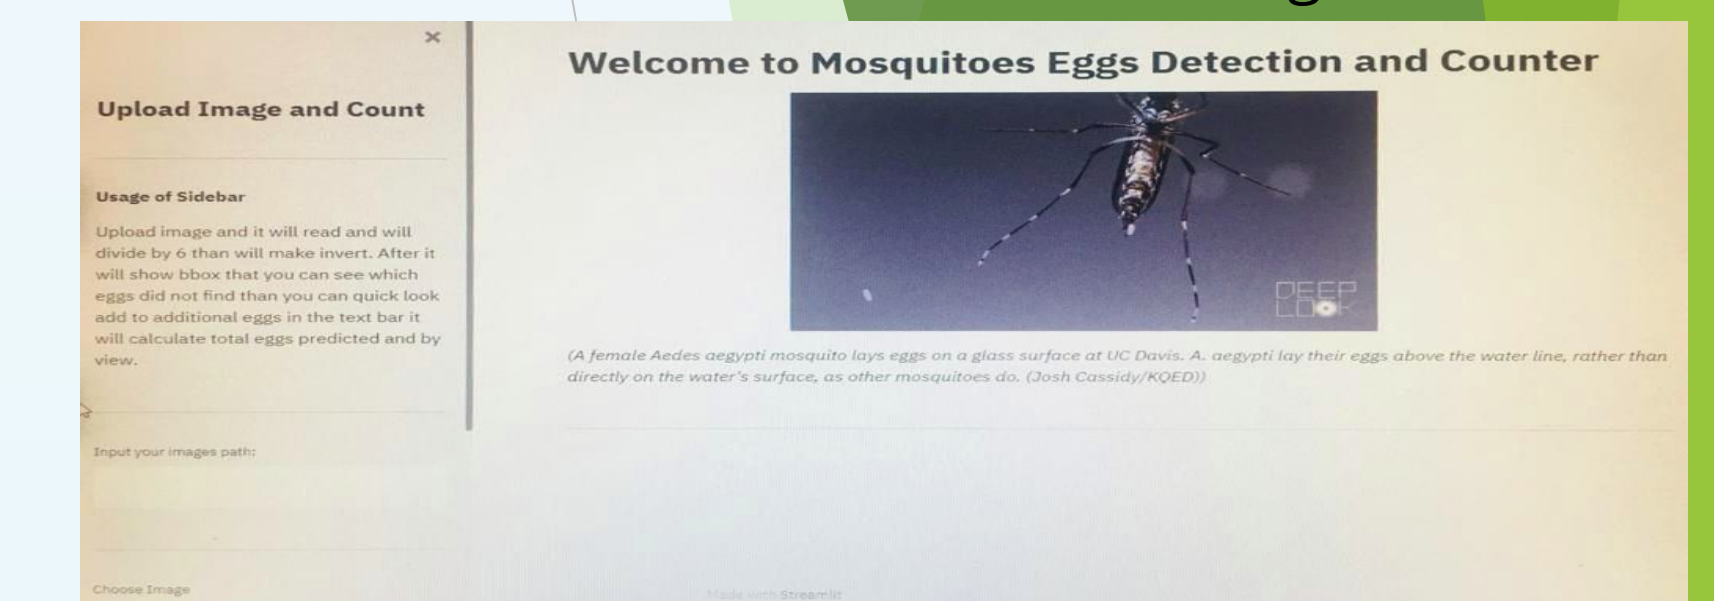 ×
Upload Image and Count
Usage of Sidebar
Upload image and it will read and will
divide by 6 than will make invert. After it
will show bbox that you can see which
eggs did not find than you can quick look
add to additional eggs in the text bar it
will calculate total eggs predicted and by
view.
Input your images path:
Choose Image
Welcome to Mosquitoes Eggs Detection and Counter
DEEP
LOOK
(A female Aedes aegypti mosquito lays eggs on a glass surface at UC Davis. A. aegypti lay their eggs above the water line, rather than
directly on the water's surface, as other mosquitoes do. (Josh Cassidy/KQED))
Made with Streamlit